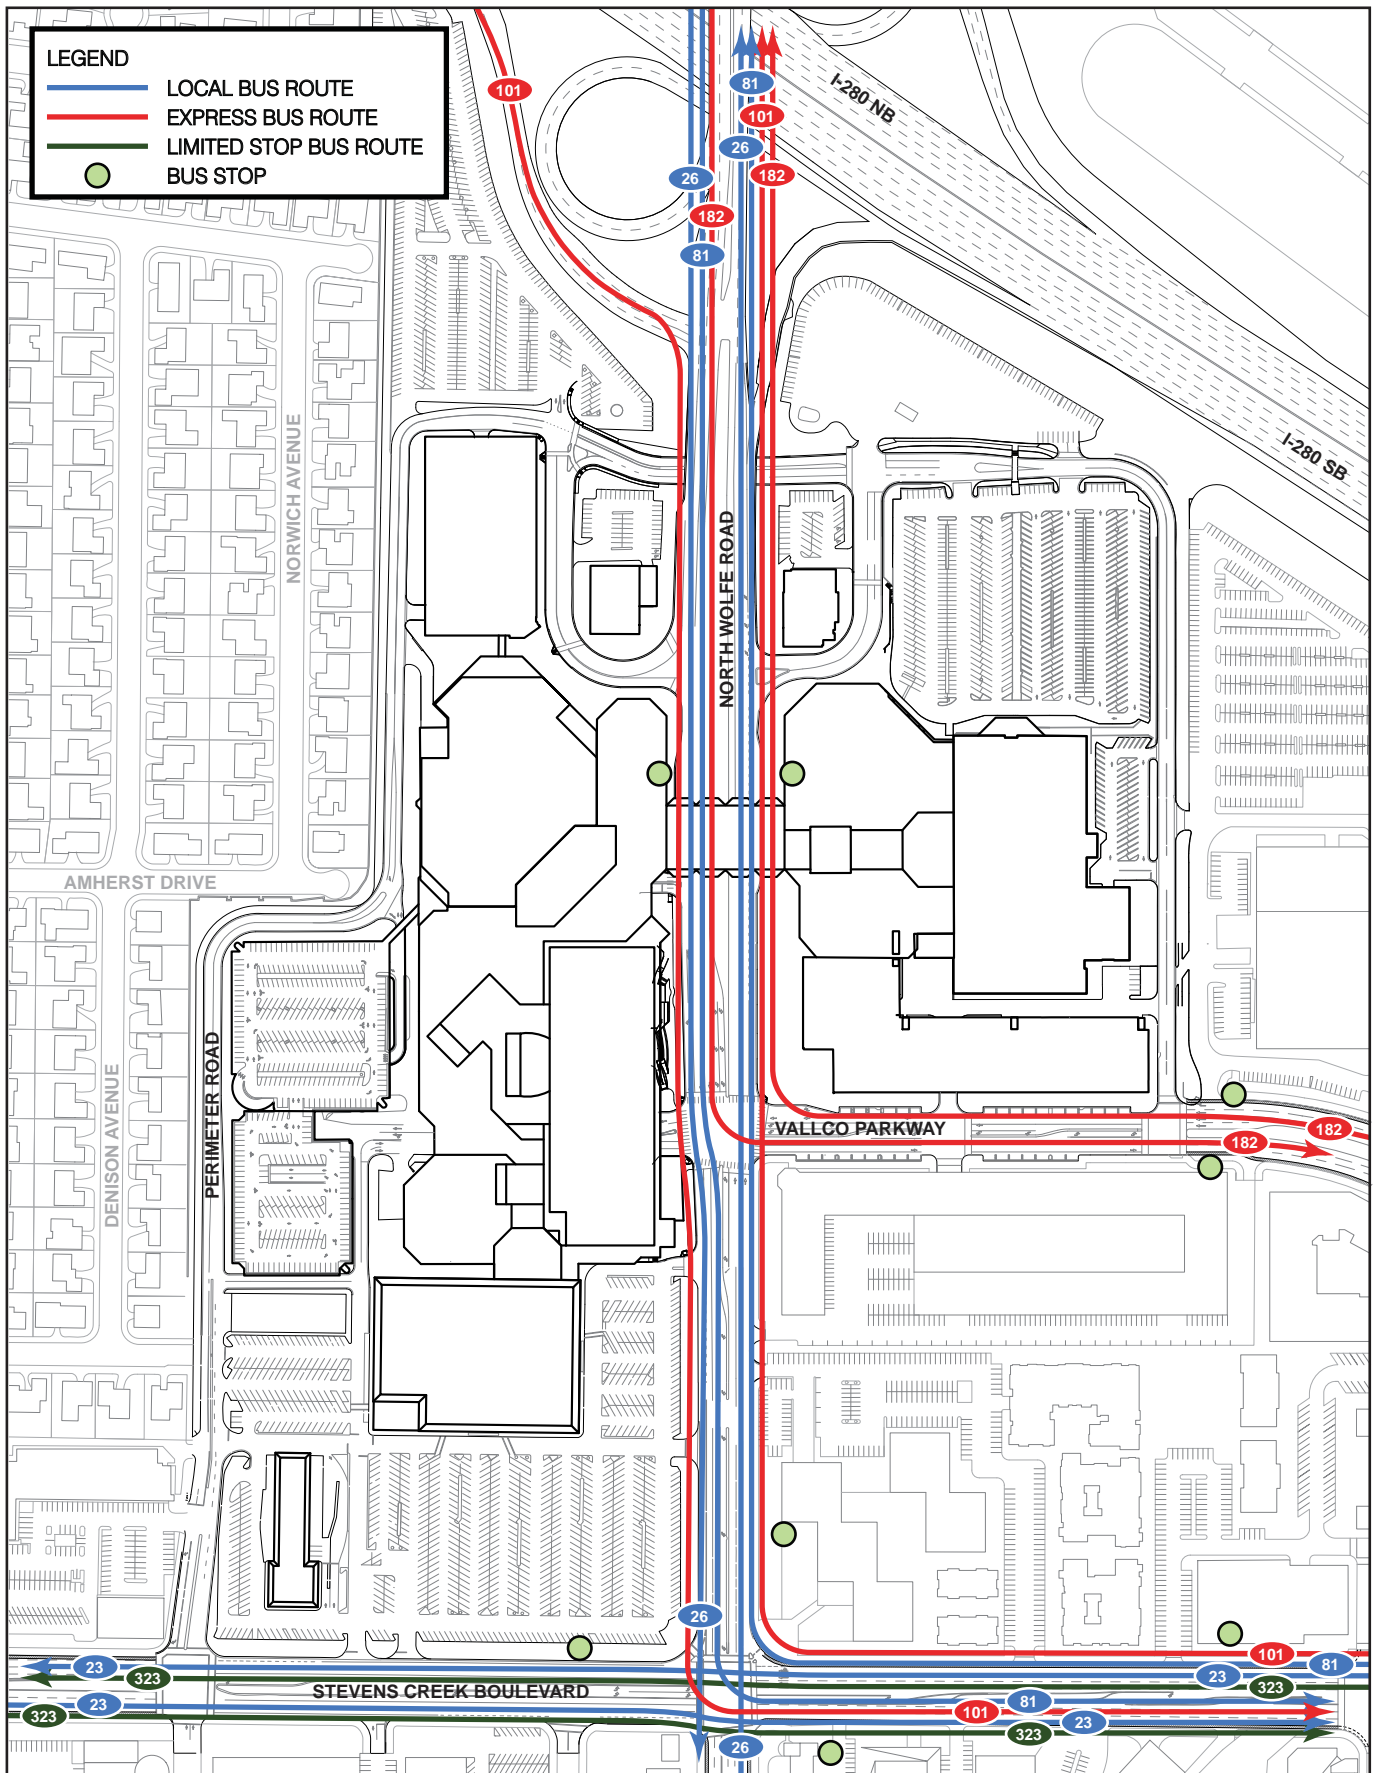 LEGEND
LOCAL BUS ROUTE
EXPRESS BUS ROUTE
LIMITED STOP BUS ROUTE
BUS STOP
101
81
101
26
182
26
182
81
I-280 NB
I-280 SB
NORWICH AVENUE
NORTH WOLFE ROAD
AMHERST DRIVE
PERIMETER ROAD
DENISON AVENUE
VALLCO PARKWAY
182
182
26
101
81
23
323
23
323
STEVENS CREEK BOULEVARD
23
323
81
101
23
323
26